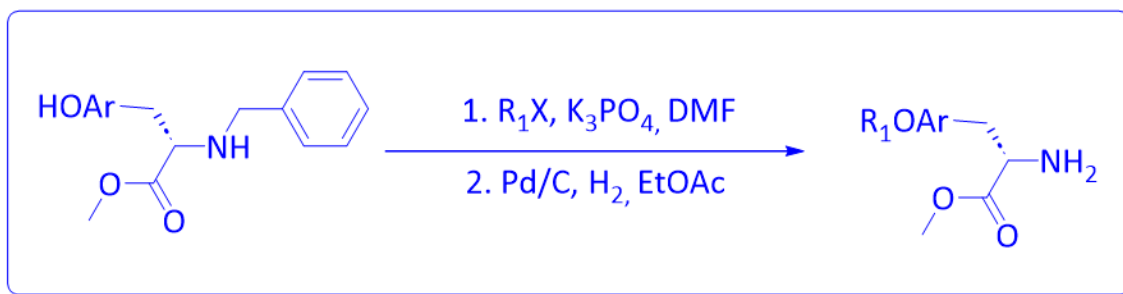 HOAr
NH
O
O
1. R₁X, K₃PO₄, DMF
2. Pd/C, H₂, EtOAc
R₁OAr
NH₂
O
O